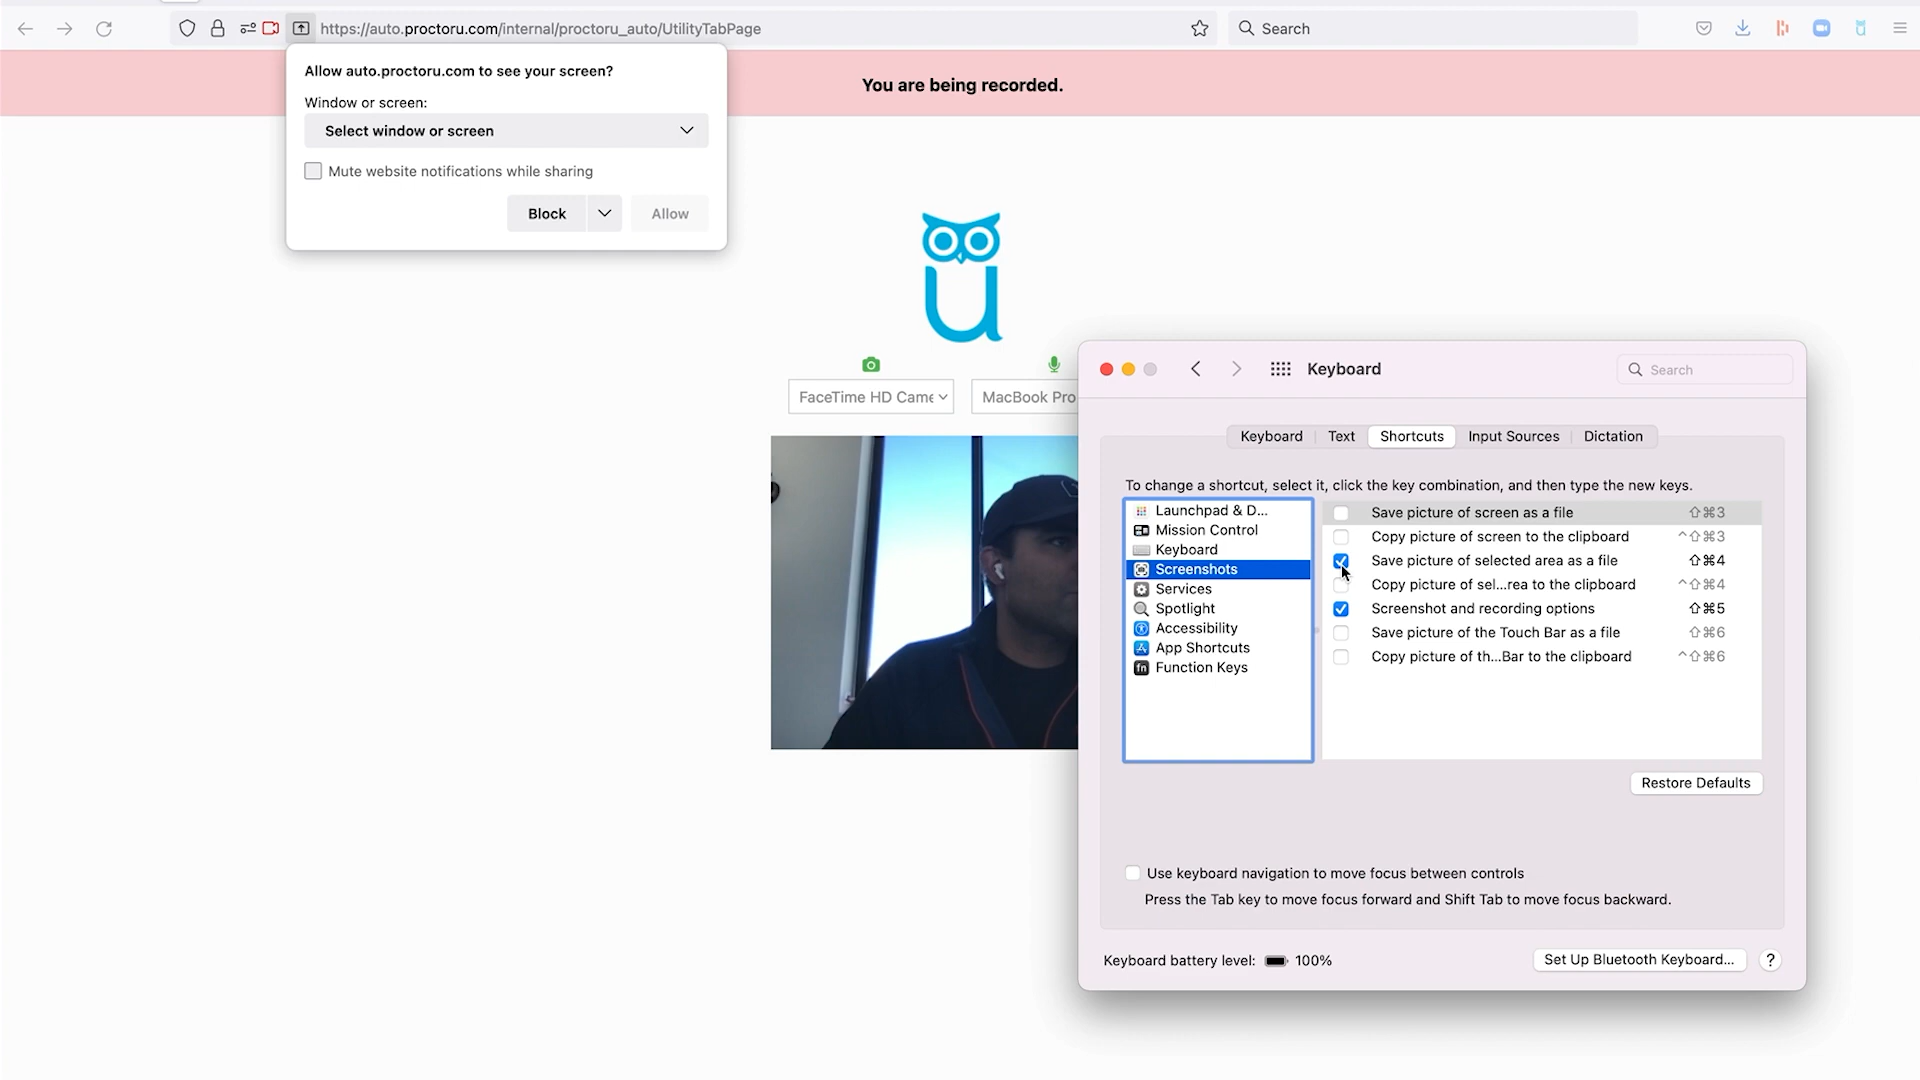 https://auto.proctoru.com/internal/proctoru_auto/UtilityTabPage
Search
Allow auto.proctoru.com to see your screen?
Window or screen:
Select window or screen
Mute website notifications while sharing
Block
Allow
You are being recorded.
FaceTime HD Came
MacBook Pro
Keyboard
Search
Keyboard
Text
Shortcuts
Input Sources
Dictation
To change a shortcut, select it, click the key combination, and then type the new keys.
Launchpad & D...
Mission Control
Keyboard
Screenshots
Services
Spotlight
Accessibility
App Shortcuts
fn Function Keys
Save picture of screen as a file ⇧⌘3
Copy picture of screen to the clipboard ^⇧⌘3
Save picture of selected area as a file ⇧⌘4
Copy picture of sel...rea to the clipboard ^⇧⌘4
Screenshot and recording options ⇧⌘5
Save picture of the Touch Bar as a file ⇧⌘6
Copy picture of th...Bar to the clipboard ^⇧⌘6
Restore Defaults
Use keyboard navigation to move focus between controls
Press the Tab key to move focus forward and Shift Tab to move focus backward.
Keyboard battery level: 100%
Set Up Bluetooth Keyboard...
?